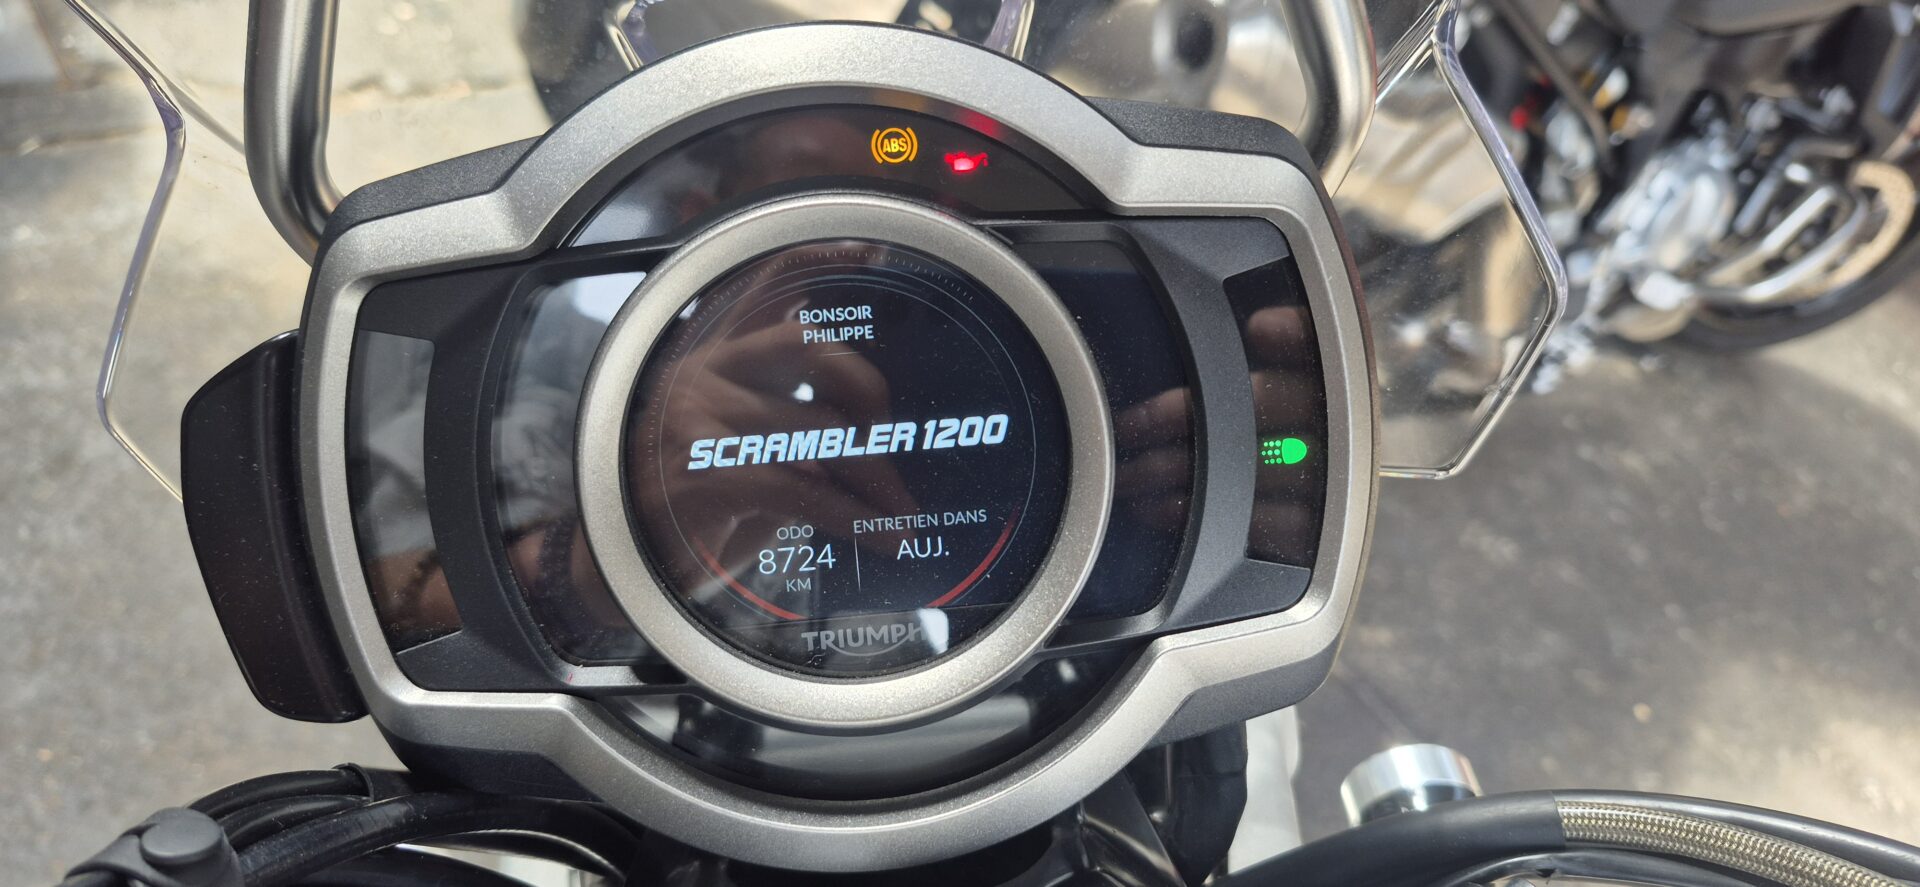 ABS
BONSOIR
PHILIPPE
SCRAMBLER 1200
ODO
8724
KM
ENTRETIEN DANS
AUJ.
TRIUMPH